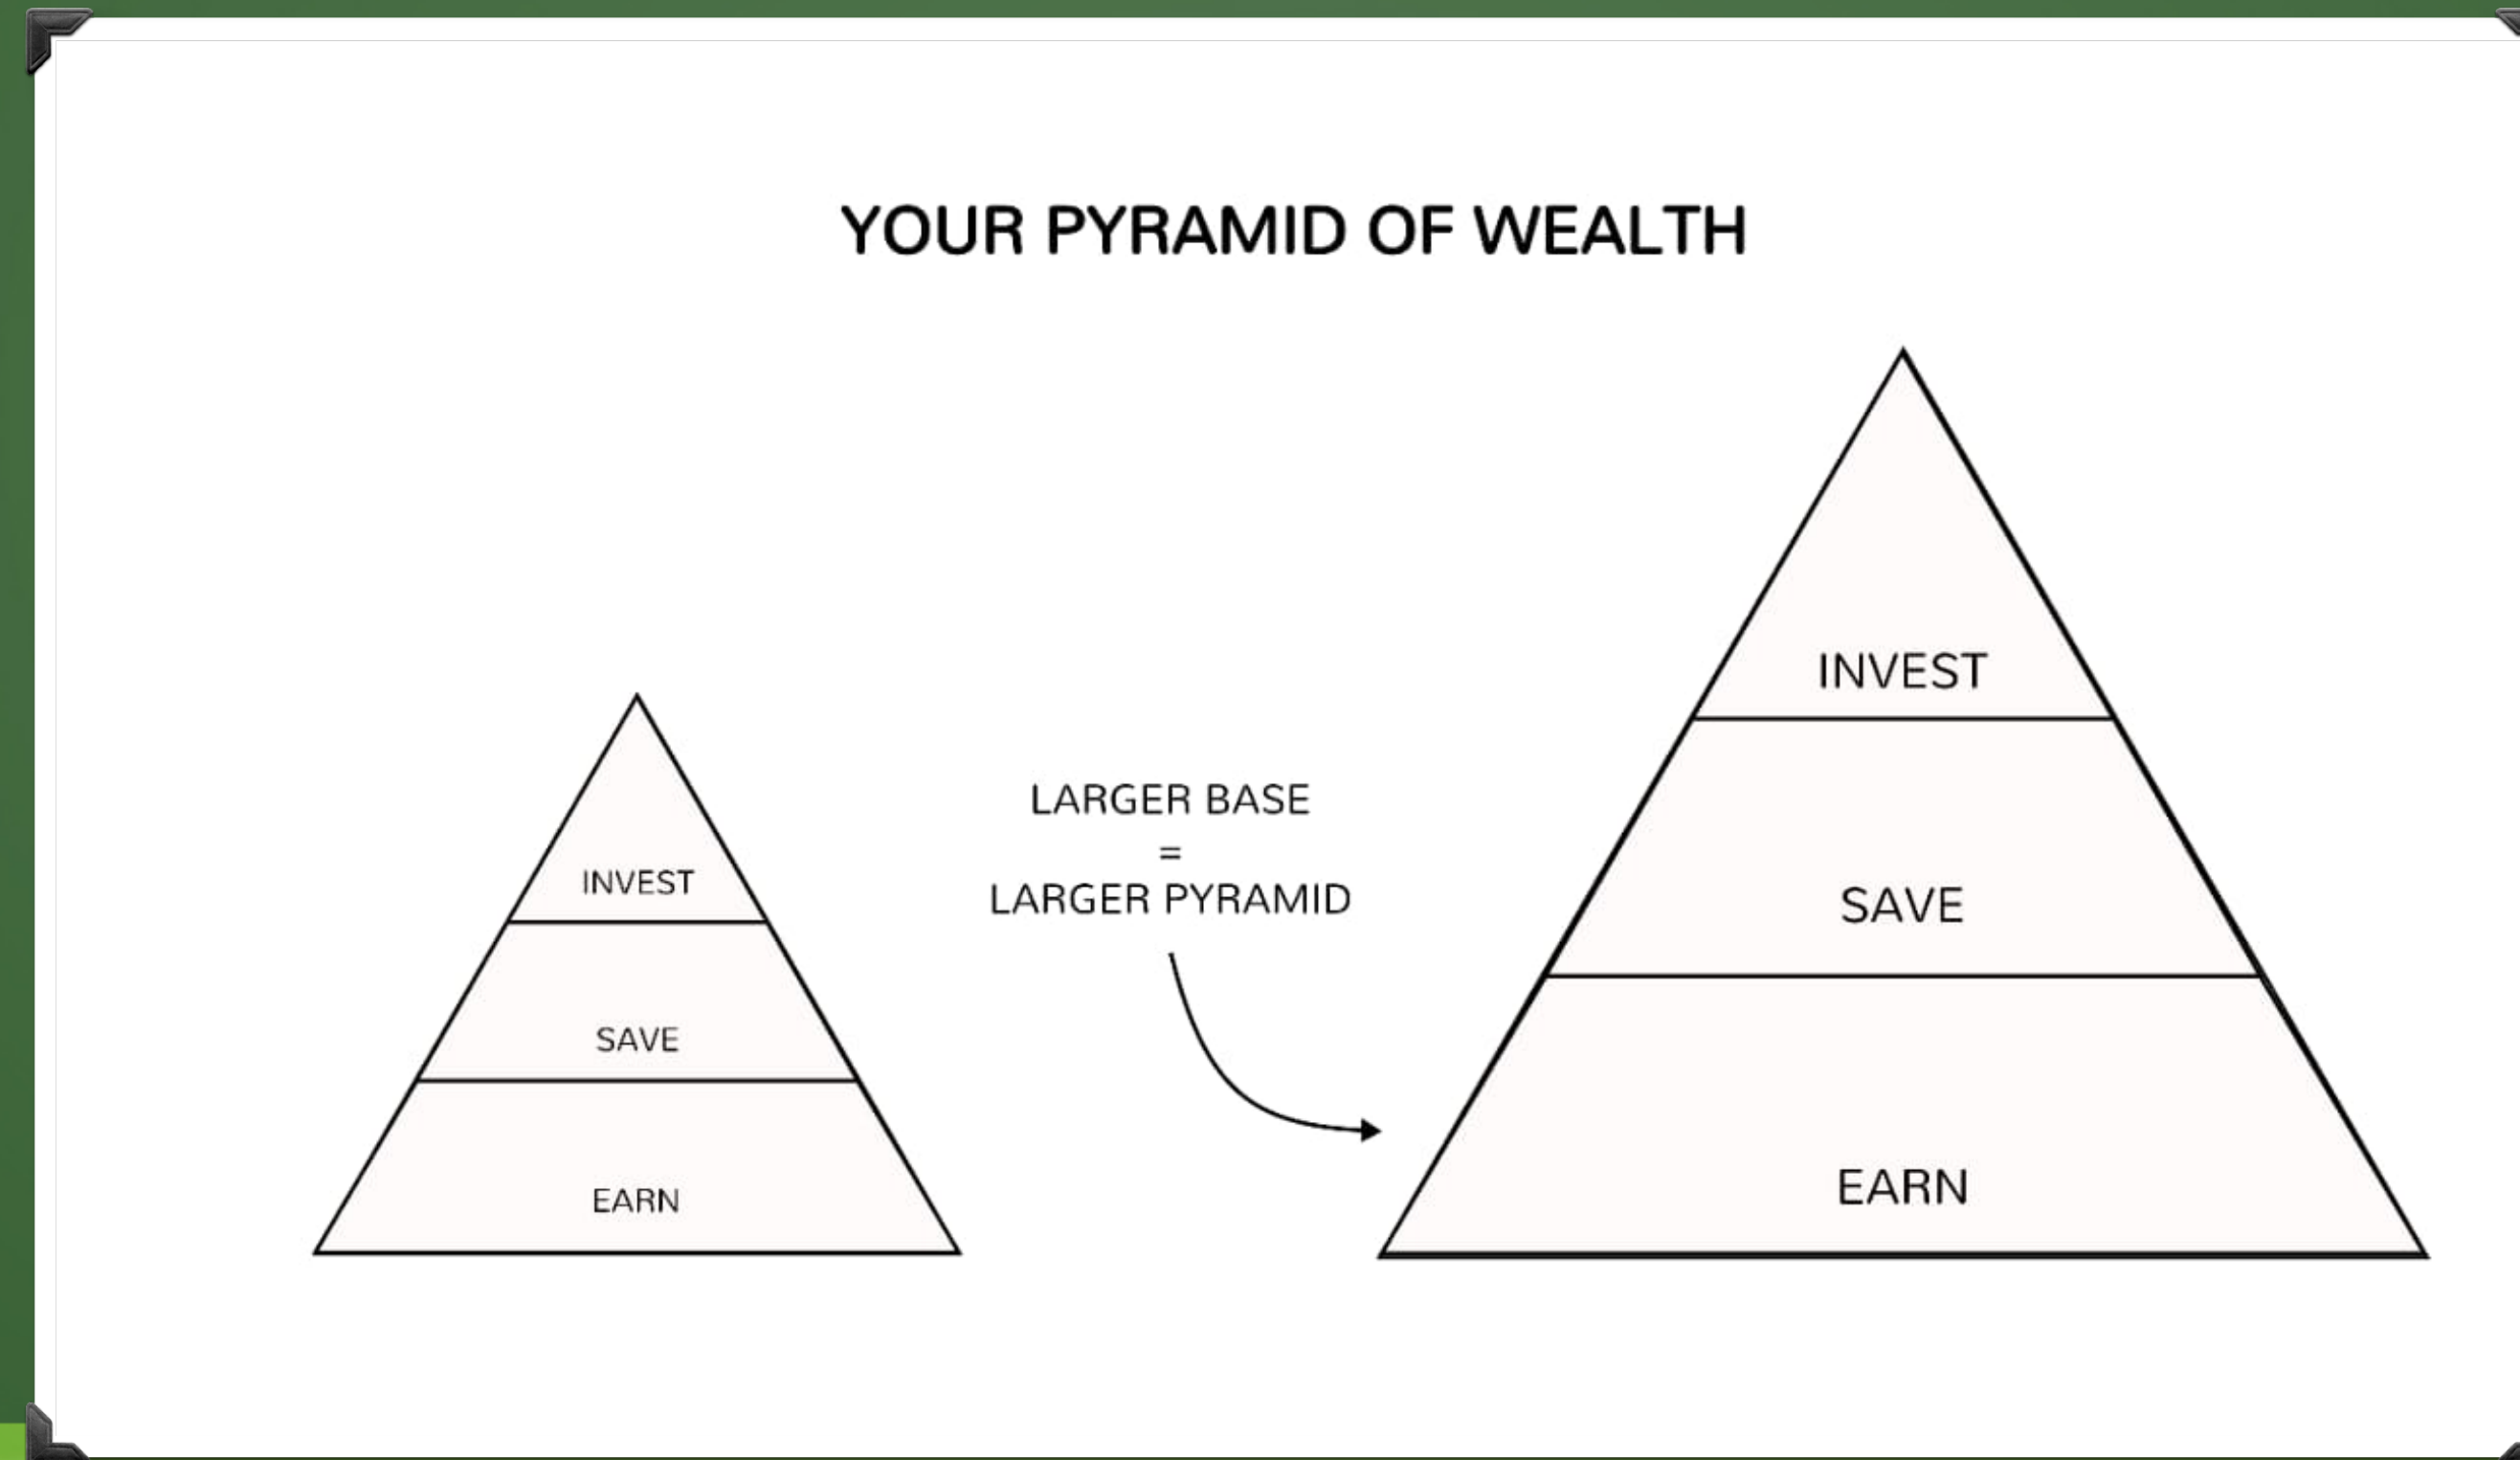 YOUR PYRAMID OF WEALTH
INVEST
SAVE
EARN
LARGER BASE
=
LARGER PYRAMID
INVEST
SAVE
EARN